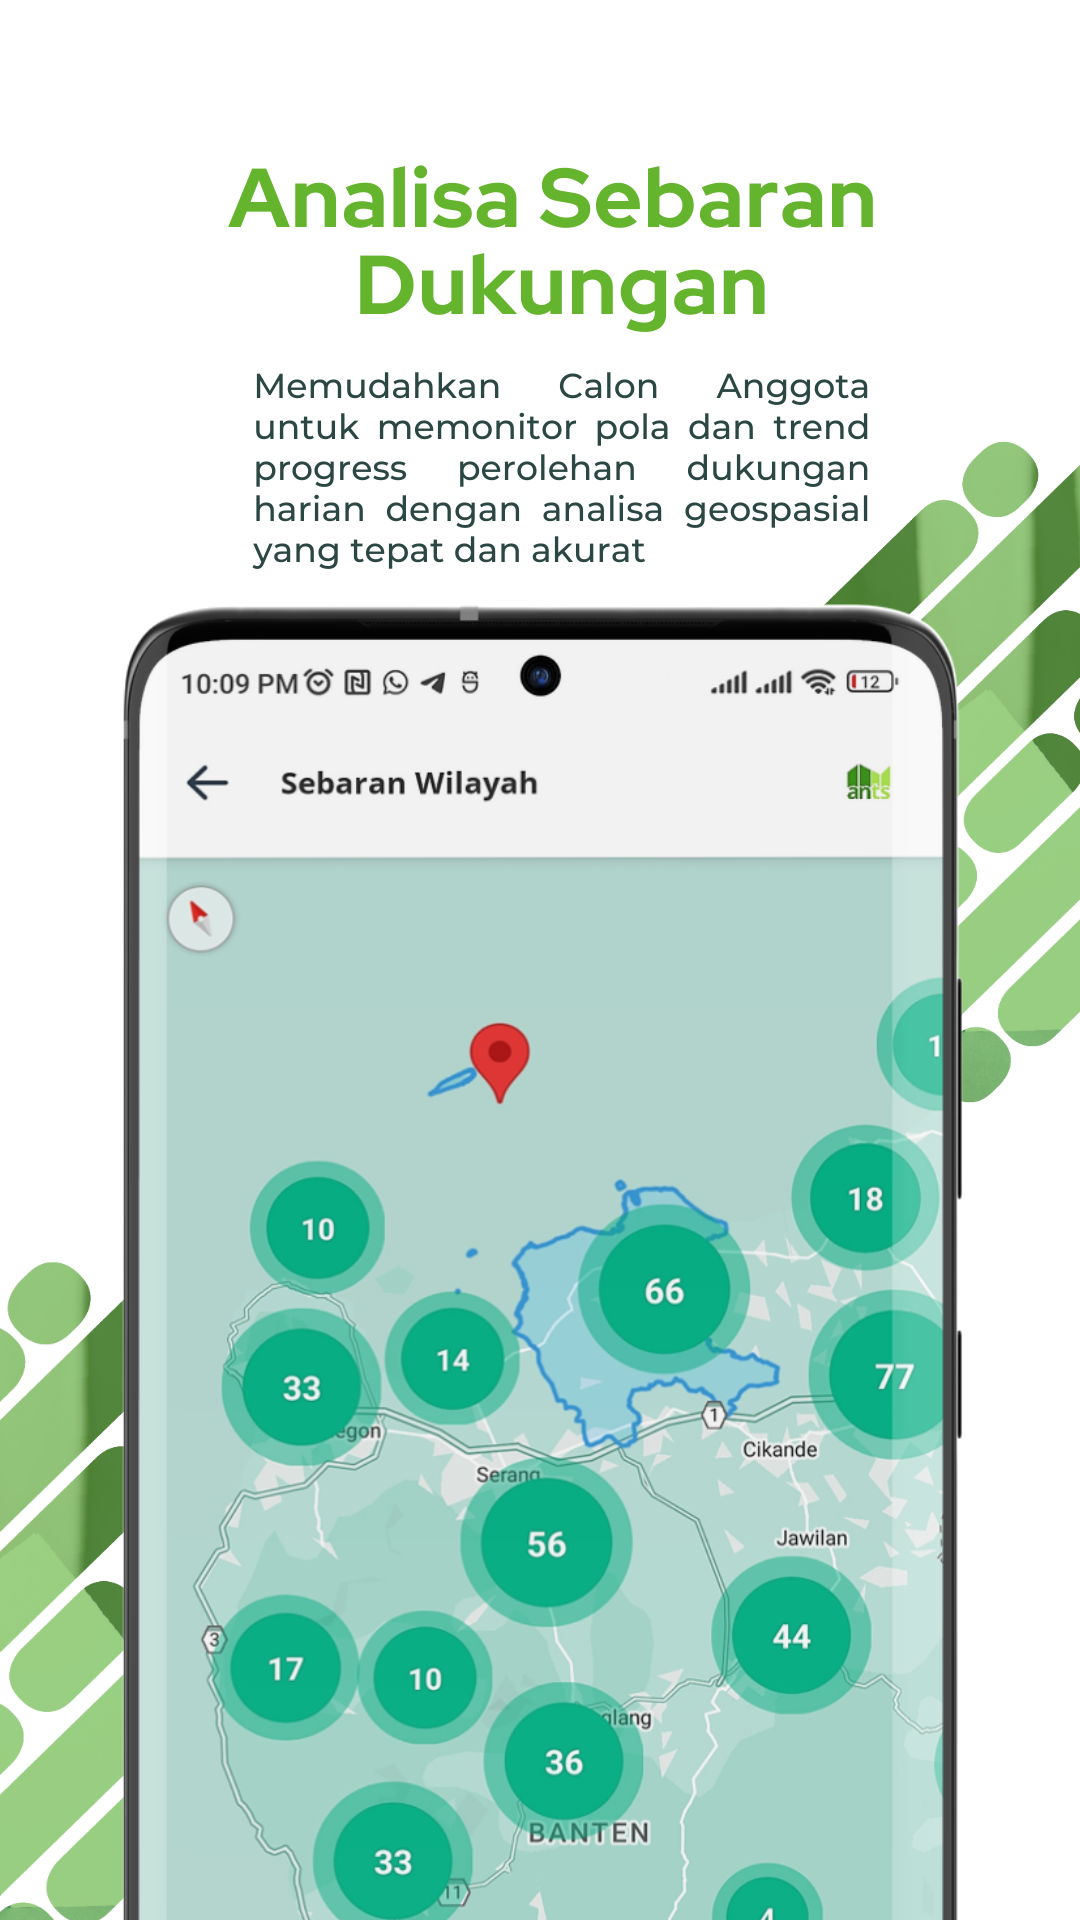 Analisa Sebaran
Dukungan
Memudahkan Calon Anggota
untuk memonitor pola dan trend
progress perolehan dukungan
harian dengan analisa geospasial
yang tepat dan akurat
10:09 PM
12
Sebaran Wilayah
ants
1
18
10
66
14
33
77
egon
1
Cikande
Serang
56
Jawilan
3
17
10
44
glang
36
BANTEN
33
11
4